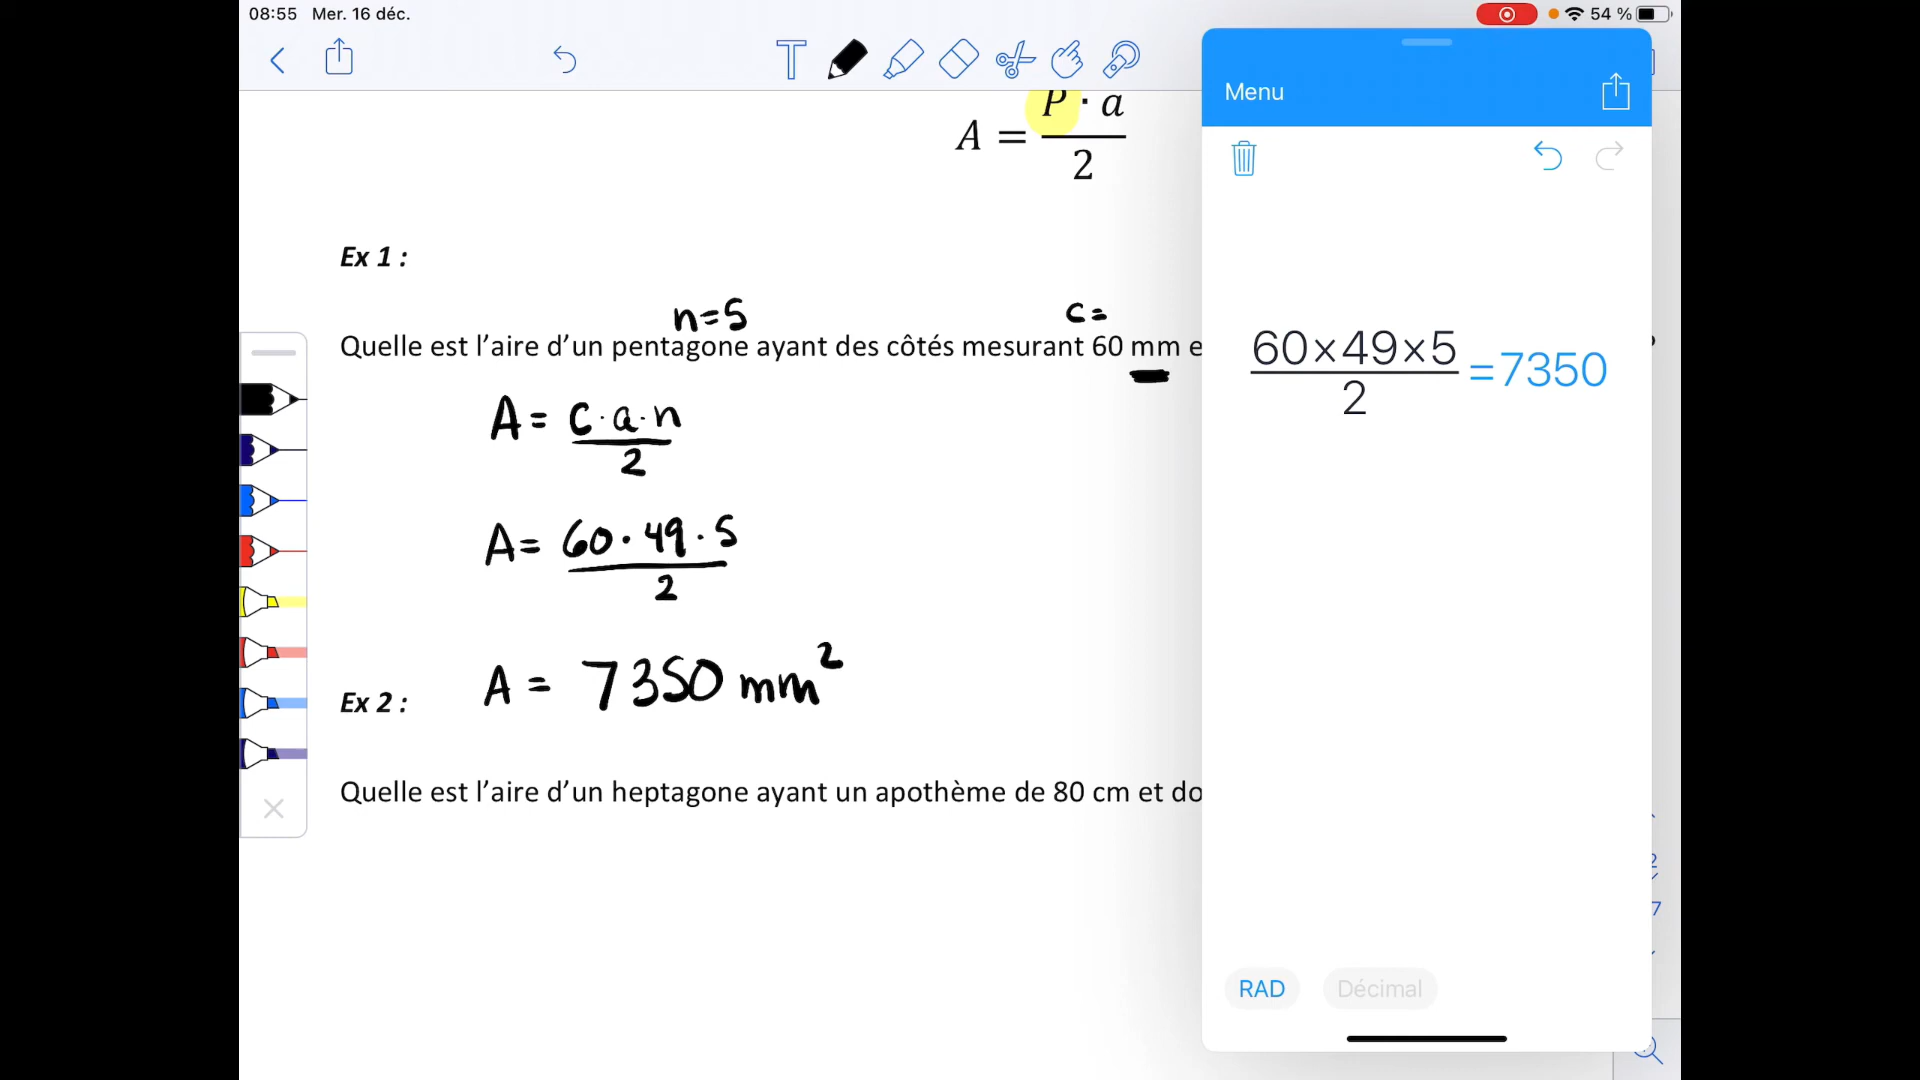 08:55 Mer. 16 déc.
54 %
Menu
A = P · a / 2
Ex 1 :
n=5
c=
Quelle est l’aire d’un pentagone ayant des côtés mesurant 60 mm e
60×49×5 / 2 =7350
A = c·a·n / 2
A= 60·49·5 / 2
A = 7350 mm²
Ex 2 :
Quelle est l’aire d’un heptagone ayant un apothème de 80 cm et do
2
7
RAD
Décimal